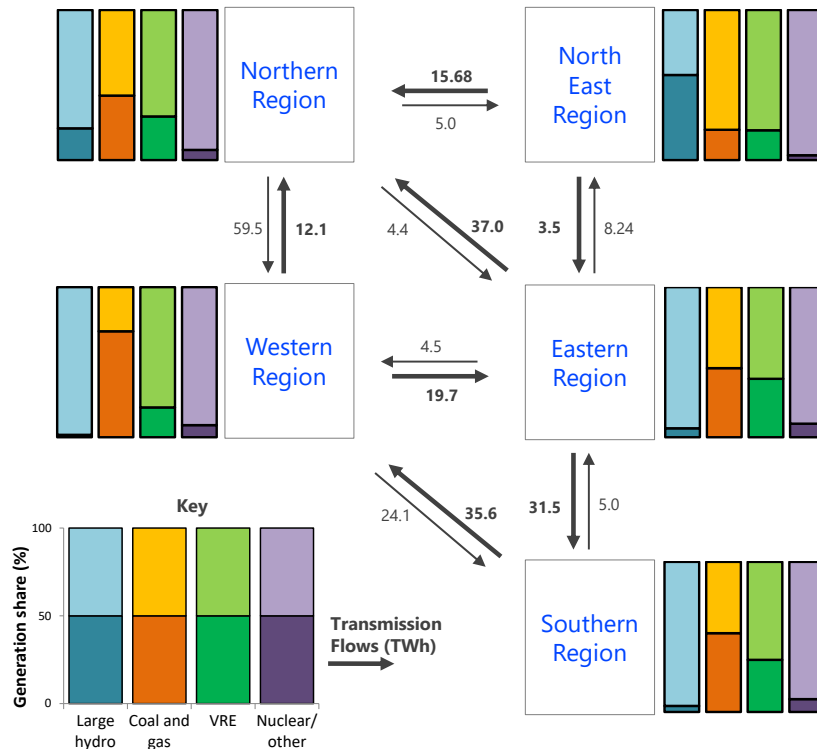 Northern
Region
15.68
5.0
North
East
Region
59.5
12.1
4.4
37.0
3.5
8.24
Western
Region
4.5
19.7
Eastern
Region
24.1
35.6
31.5
5.0
Southern
Region
Key
Generation share (%)
100
50
0
Large
hydro
Coal and
gas
VRE
Nuclear/
other
Transmission
Flows (TWh)